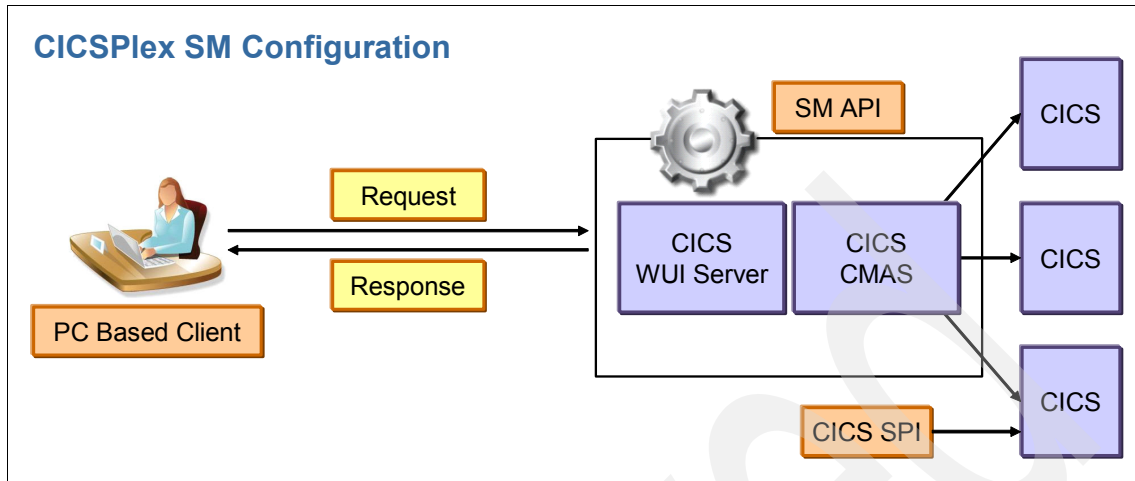 CICSPlex SM Configuration
SM API
CICS
Request
CICS
WUI Server
CICS
CMAS
CICS
Response
PC Based Client
CICS
CICS SPI